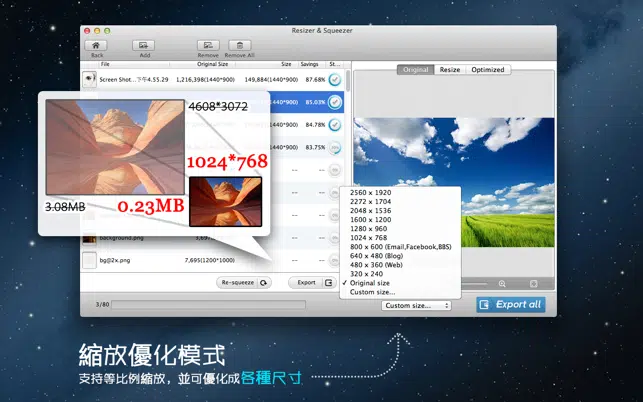 Resizer & Squeezer
Back
Add
Remove
Remove All
File
Original Size
Size
Savings
St...
Screen Shot...下午4.55.29
1,216,398(1440*900)
149,884(1440*900)
87.68%
*900)
85.03%
*900)
84.78%
*900)
83.75%
4608*3072
1024*768
3.08MB
0.23MB
background.png
7,697
bg@2x.png
7,695(1200*1000)
--
--
Original
Resize
Optimized
2560 x 1920
2272 x 1704
2048 x 1536
1600 x 1200
1280 x 960
1024 x 768
800 x 600 (Email,Facebook,BBS)
640 x 480 (Blog)
480 x 360 (Web)
320 x 240
✓ Original size
Custom size...
Re-squeeze
Export
3/80
Custom size...
Export all
縮放優化模式
支持等比例縮放，並可優化成各種尺寸